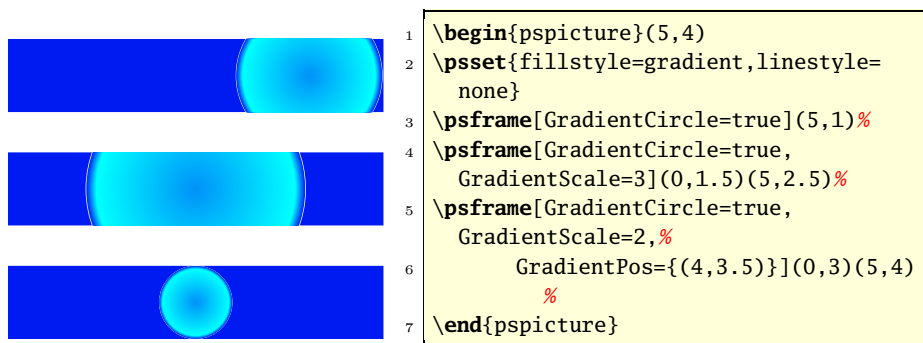 1 \begin{pspicture}(5,4)
2 \psset{fillstyle=gradient,linestyle=
none}
3 \psframe[GradientCircle=true](5,1)%
4 \psframe[GradientCircle=true,
GradientScale=3](0,1.5)(5,2.5)%
5 \psframe[GradientCircle=true,
GradientScale=2,%
6 GradientPos={(4,3.5)}](0,3)(5,4)
%
7 \end{pspicture}